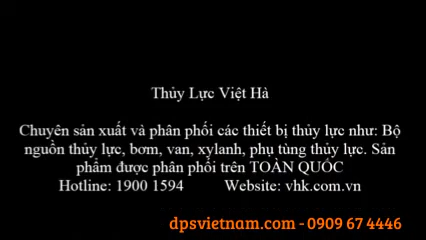 Thủy Lực Việt Hà
Chuyên sản xuất và phân phối các thiết bị thủy lực như: Bộ
nguồn thủy lực, bơm, van, xylanh, phụ tùng thủy lực. Sản
phẩm được phân phối trên TOÀN QUỐC
Hotline: 1900 1594 Website: vhk.com.vn
dpsvietnam.com - 0909 67 4446